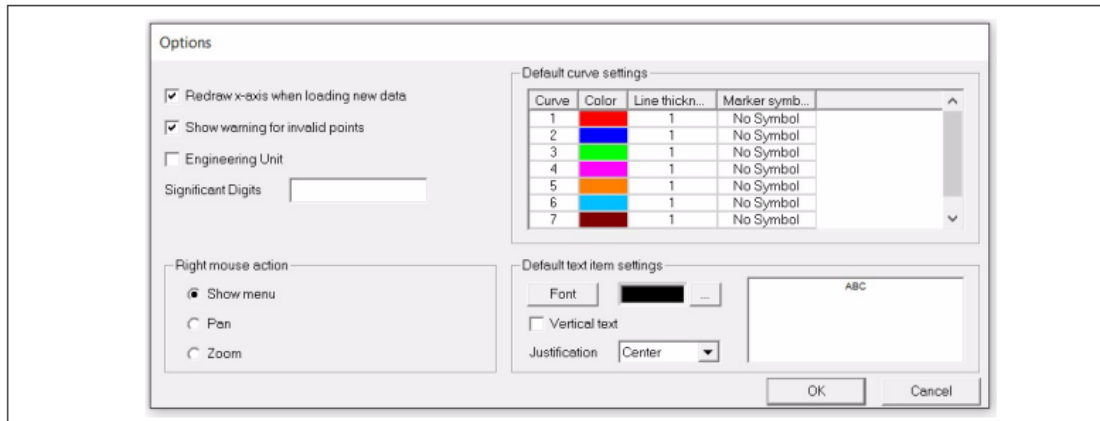 Options
Redraw x-axis when loading new data
Show warning for invalid points
Engineering Unit
Significant Digits
Default curve settings
Curve Color Line thickn... Marker symb...
1 1 No Symbol
2 1 No Symbol
3 1 No Symbol
4 1 No Symbol
5 1 No Symbol
6 1 No Symbol
7 1 No Symbol
Right mouse action
Show menu
Pan
Zoom
Default text item settings
Font ...
Vertical text
Justification Center
ABC
OK Cancel